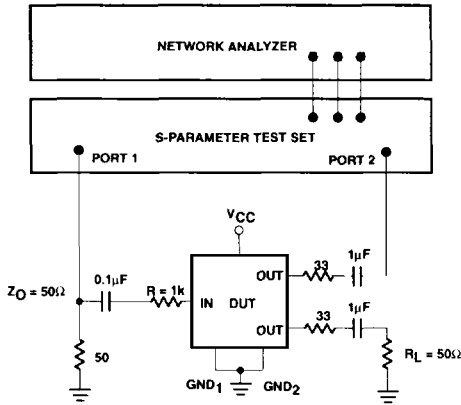 NETWORK ANALYZER
S-PARAMETER TEST SET
PORT 1
PORT 2
VCC
OUT
33
1μF
0.1μF
R = 1k
ZO = 50Ω
IN
DUT
OUT
33
1μF
50
RL = 50Ω
GND1
GND2